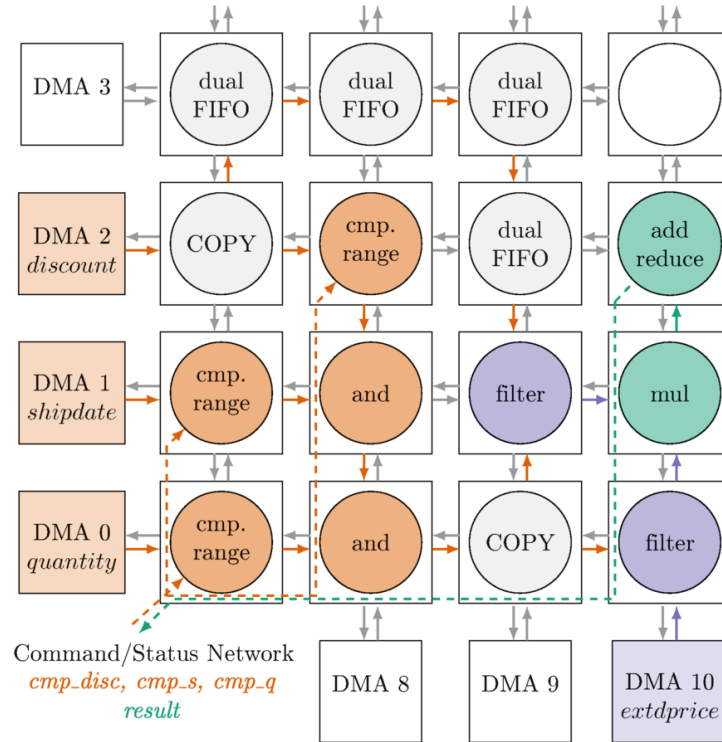 DMA 3
dual
FIFO
dual
FIFO
dual
FIFO
DMA 2
discount
COPY
cmp.
range
dual
FIFO
add
reduce
DMA 1
shipdate
cmp.
range
and
filter
mul
DMA 0
quantity
cmp.
range
and
COPY
filter
Command/Status Network
cmp_disc, cmp_s, cmp_q
result
DMA 8
DMA 9
DMA 10
extdprice